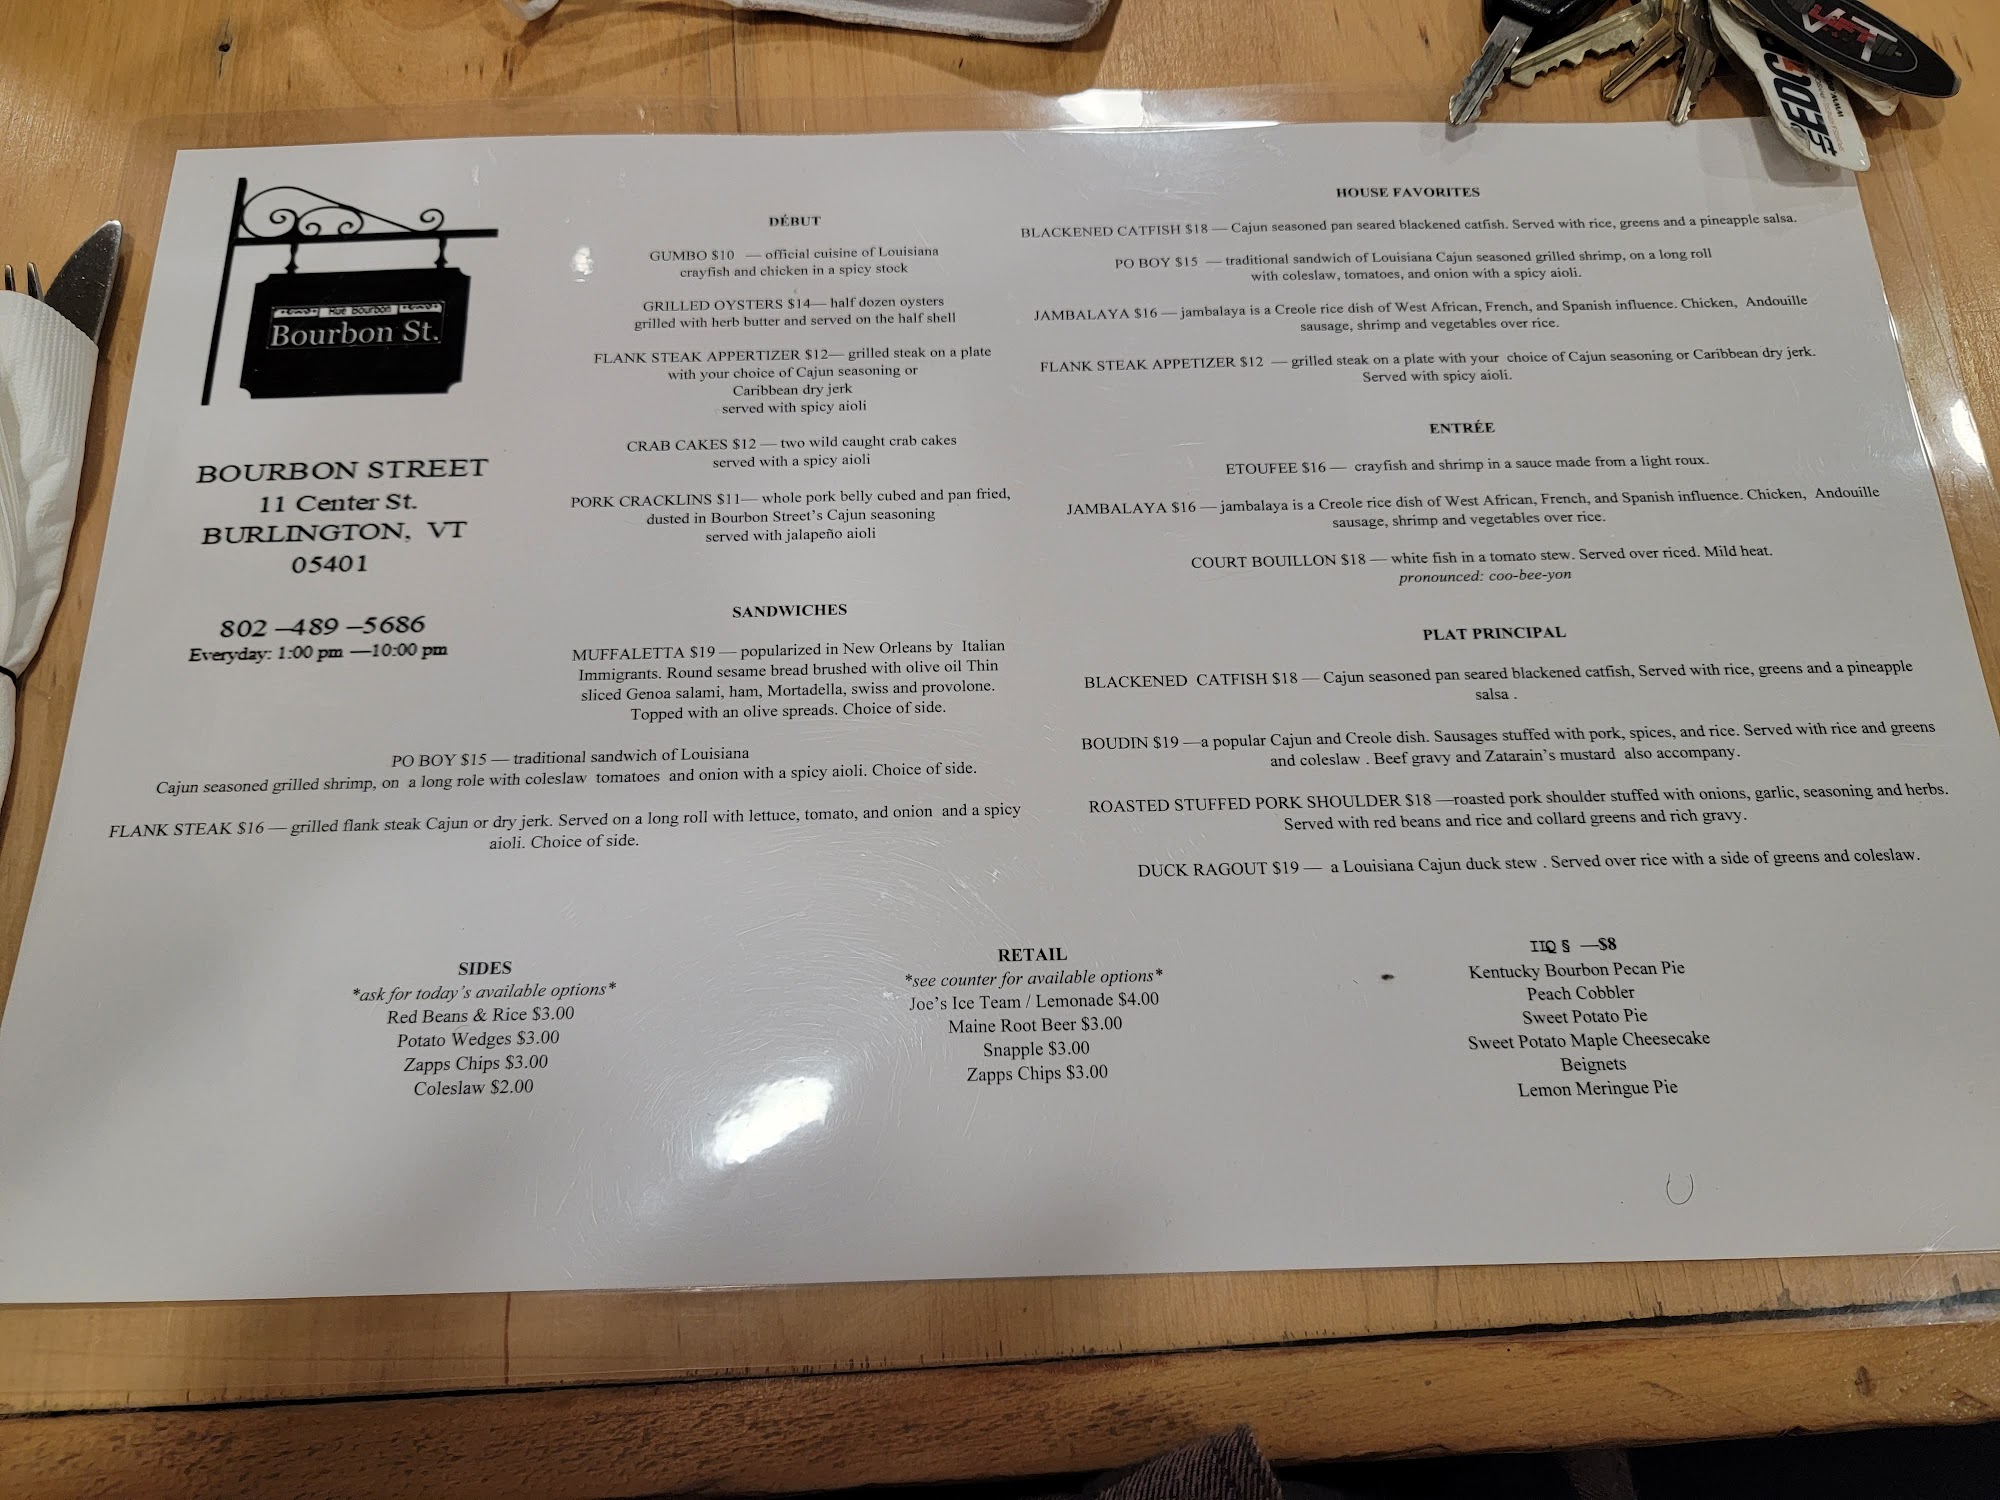 Rue Bourbon
Bourbon St.
BOURBON STREET
11 Center St.
BURLINGTON, VT
05401
802 –489 –5686
Everyday: 1:00 pm —10:00 pm
DÉBUT
GUMBO $10 — official cuisine of Louisiana
crayfish and chicken in a spicy stock
GRILLED OYSTERS $14— half dozen oysters
grilled with herb butter and served on the half shell
FLANK STEAK APPERTIZER $12— grilled steak on a plate
with your choice of Cajun seasoning or
Caribbean dry jerk
served with spicy aioli
CRAB CAKES $12 — two wild caught crab cakes
served with a spicy aioli
PORK CRACKLINS $11— whole pork belly cubed and pan fried,
dusted in Bourbon Street's Cajun seasoning
served with jalapeño aioli
SANDWICHES
MUFFALETTA $19 — popularized in New Orleans by Italian
Immigrants. Round sesame bread brushed with olive oil Thin
sliced Genoa salami, ham, Mortadella, swiss and provolone.
Topped with an olive spreads. Choice of side.
PO BOY $15 — traditional sandwich of Louisiana
Cajun seasoned grilled shrimp, on a long role with coleslaw tomatoes and onion with a spicy aioli. Choice of side.
FLANK STEAK $16 — grilled flank steak Cajun or dry jerk. Served on a long roll with lettuce, tomato, and onion and a spicy
aioli. Choice of side.
HOUSE FAVORITES
BLACKENED CATFISH $18 — Cajun seasoned pan seared blackened catfish. Served with rice, greens and a pineapple salsa.
PO BOY $15 — traditional sandwich of Louisiana Cajun seasoned grilled shrimp, on a long roll
with coleslaw, tomatoes, and onion with a spicy aioli.
JAMBALAYA $16 — jambalaya is a Creole rice dish of West African, French, and Spanish influence. Chicken, Andouille
sausage, shrimp and vegetables over rice.
FLANK STEAK APPETIZER $12 — grilled steak on a plate with your choice of Cajun seasoning or Caribbean dry jerk.
Served with spicy aioli.
ENTRÉE
ETOUFEE $16 — crayfish and shrimp in a sauce made from a light roux.
JAMBALAYA $16 — jambalaya is a Creole rice dish of West African, French, and Spanish influence. Chicken, Andouille
sausage, shrimp and vegetables over rice.
COURT BOUILLON $18 — white fish in a tomato stew. Served over riced. Mild heat.
pronounced: coo-bee-yon
PLAT PRINCIPAL
BLACKENED CATFISH $18 — Cajun seasoned pan seared blackened catfish, Served with rice, greens and a pineapple
salsa .
BOUDIN $19 —a popular Cajun and Creole dish. Sausages stuffed with pork, spices, and rice. Served with rice and greens
and coleslaw . Beef gravy and Zatarain's mustard also accompany.
ROASTED STUFFED PORK SHOULDER $18 —roasted pork shoulder stuffed with onions, garlic, seasoning and herbs.
Served with red beans and rice and collard greens and rich gravy.
DUCK RAGOUT $19 — a Louisiana Cajun duck stew . Served over rice with a side of greens and coleslaw.
SIDES
*ask for today's available options*
Red Beans & Rice $3.00
Potato Wedges $3.00
Zapps Chips $3.00
Coleslaw $2.00
RETAIL
*see counter for available options*
Joe's Ice Team / Lemonade $4.00
Maine Root Beer $3.00
Snapple $3.00
Zapps Chips $3.00
—$8
Kentucky Bourbon Pecan Pie
Peach Cobbler
Sweet Potato Pie
Sweet Potato Maple Cheesecake
Beignets
Lemon Meringue Pie